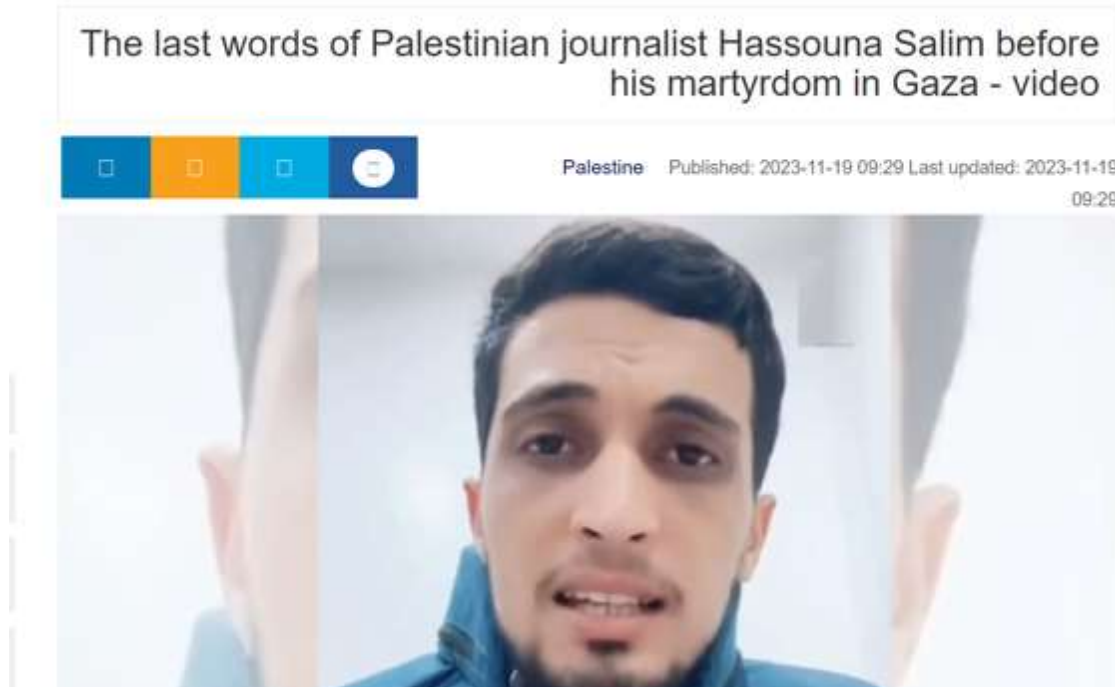 The last words of Palestinian journalist Hassouna Salim before
his martyrdom in Gaza - video
Palestine Published: 2023-11-19 09:29 Last updated: 2023-11-19
09:29